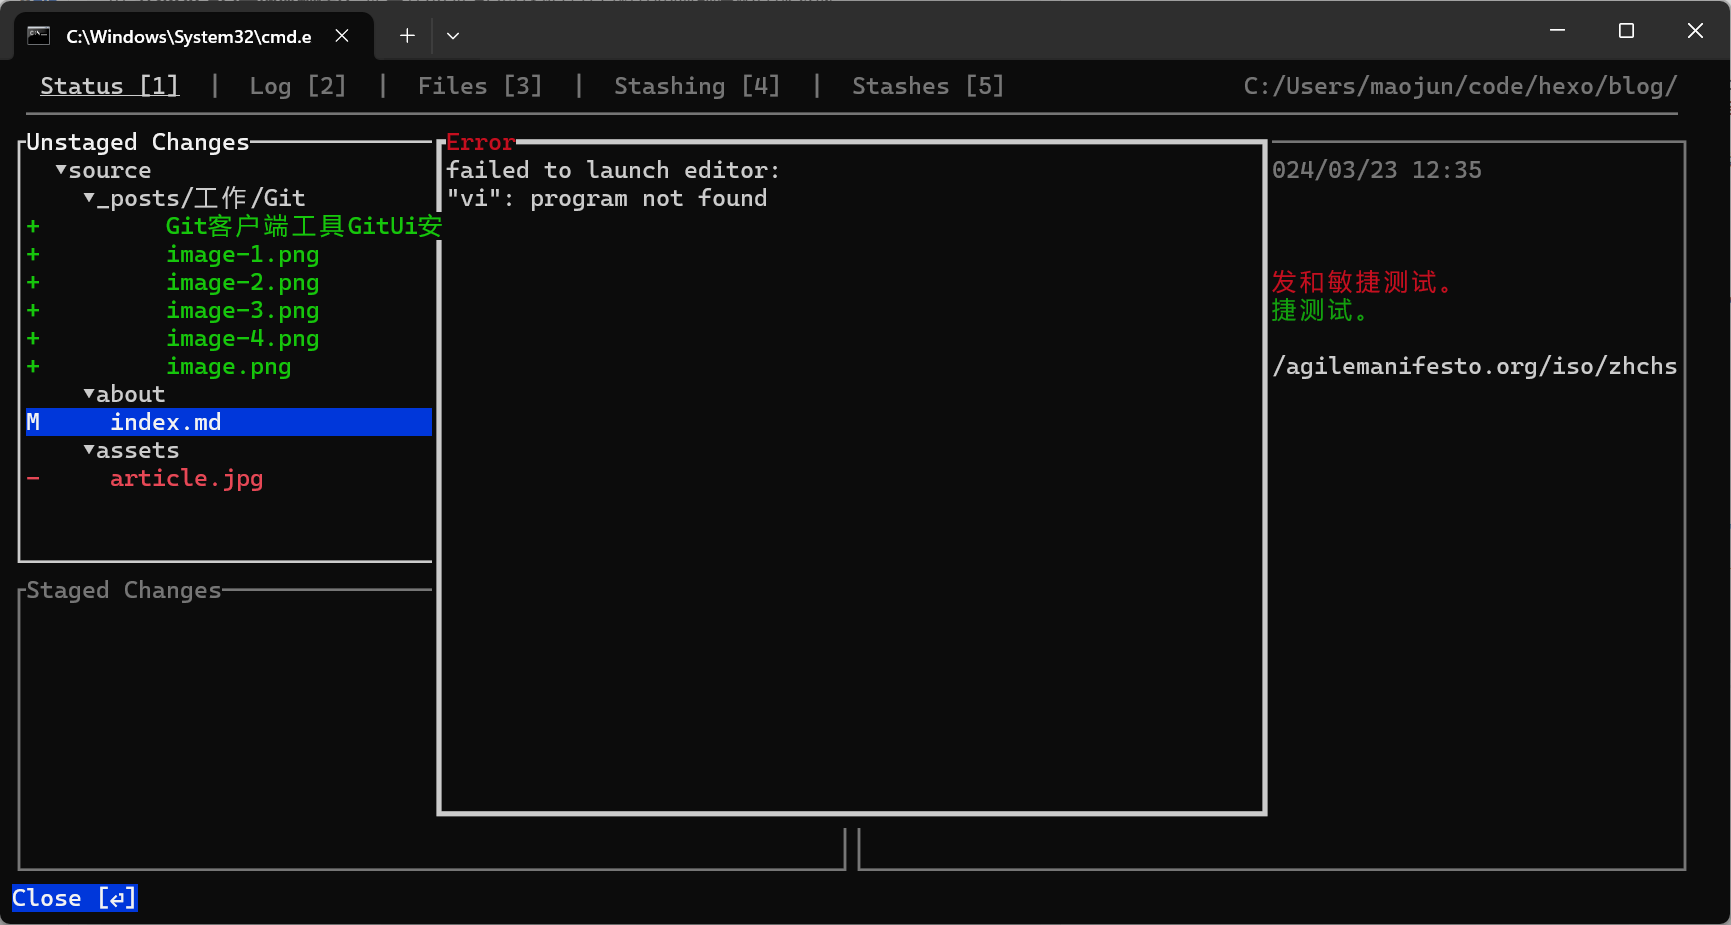 C:\Windows\System32\cmd.e
Status [1] | Log [2] | Files [3] | Stashing [4] | Stashes [5]
C:/Users/maojun/code/hexo/blog/
Unstaged Changes
▼source
▼_posts/工作/Git
+ Git客户端工具GitUi安
+ image-1.png
+ image-2.png
+ image-3.png
+ image-4.png
+ image.png
▼about
M index.md
▼assets
- article.jpg
Staged Changes
Error
failed to launch editor:
"vi": program not found
024/03/23 12:35
发和敏捷测试。
捷测试。
/agilemanifesto.org/iso/zhchs
Close [↵]